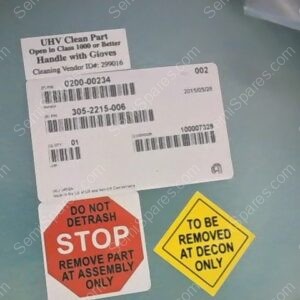 UHV Clean Part
Open in Class 1000 or Better
Handle with Gloves
Cleaning Vendor ID#: 299016
0200-00234
002
2015/05/28
305-2215-006
01
100007329
DO NOT
DETRASH
STOP
REMOVE PART
AT ASSEMBLY
ONLY
TO BE
REMOVED
AT DECON
ONLY